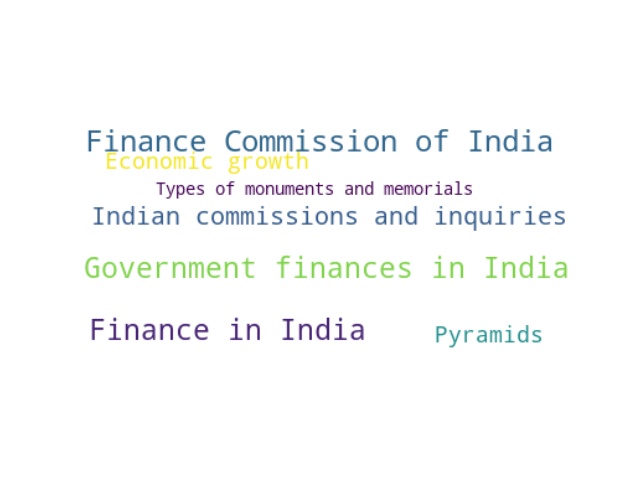 Finance Commission of India
Economic growth
Types of monuments and memorials
Indian commissions and inquiries
Government finances in India
Finance in India
Pyramids